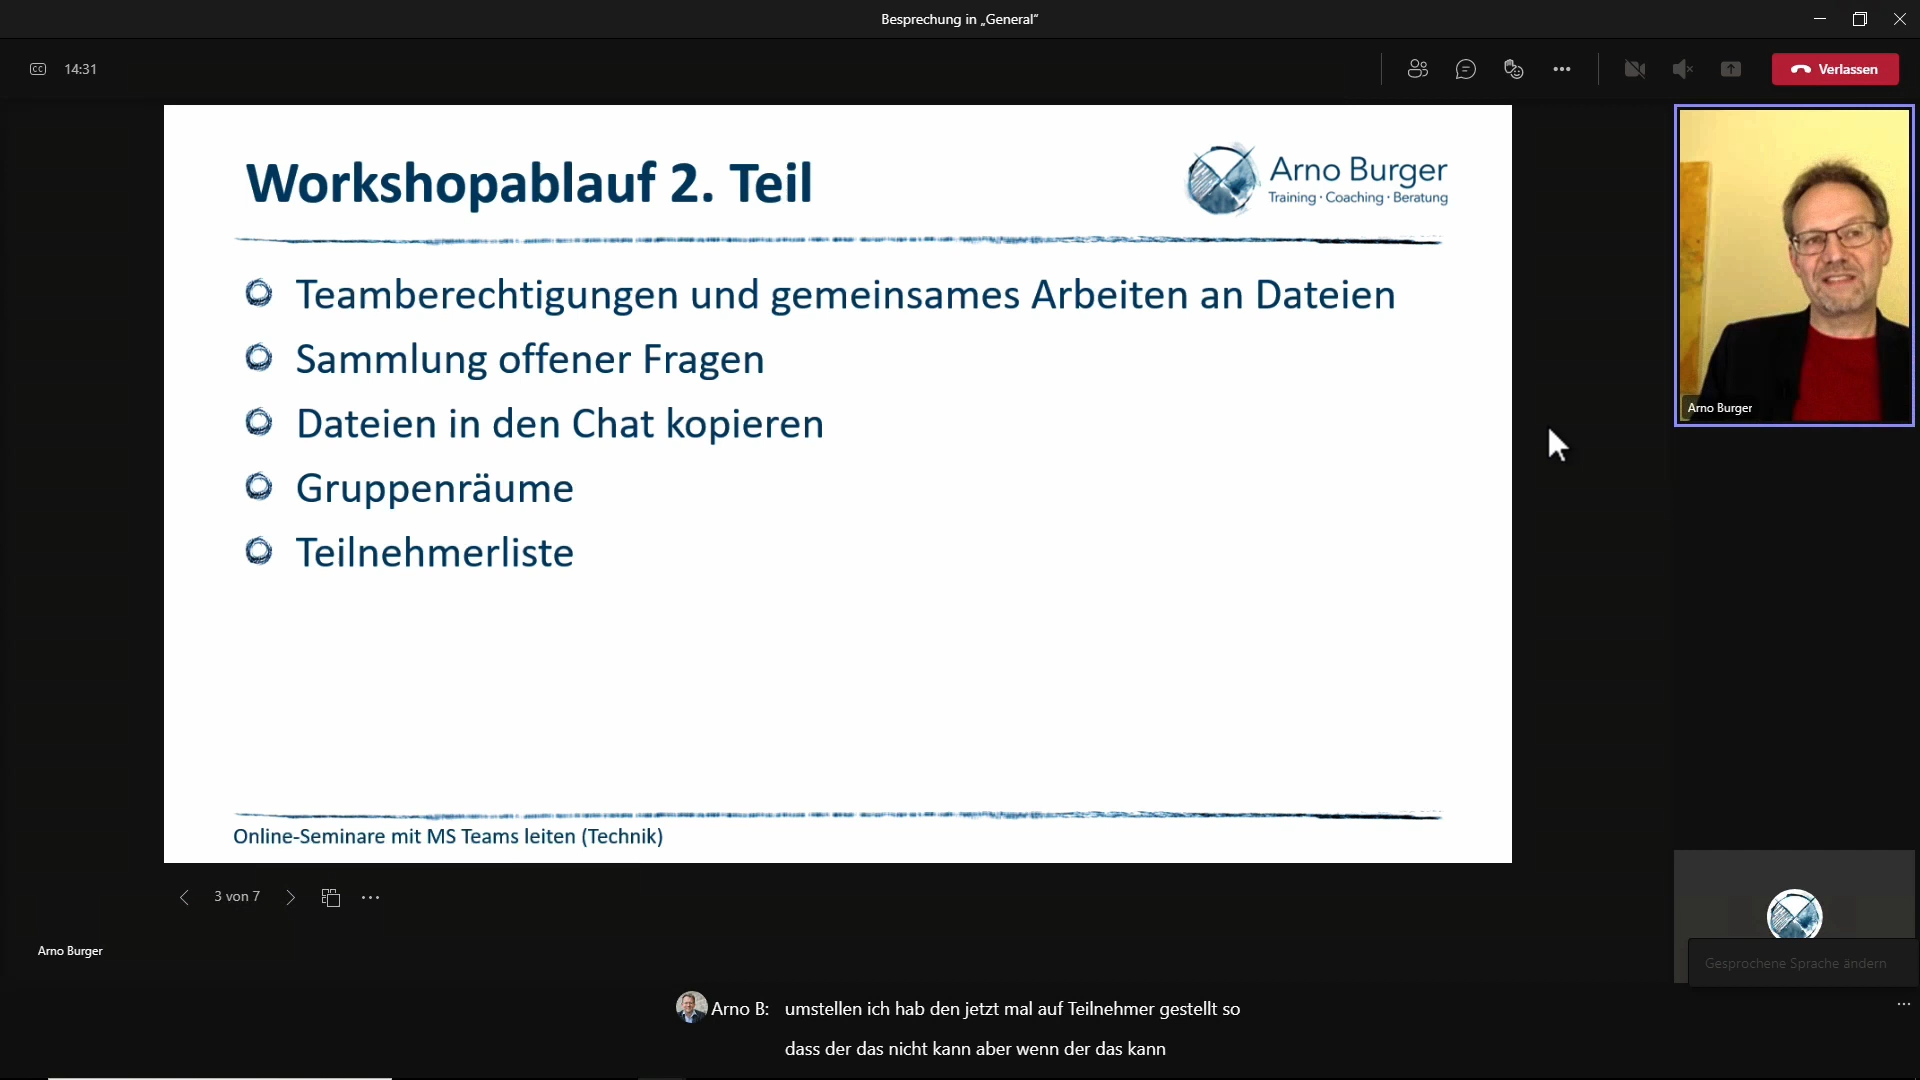 Besprechung in „General"
CC 14:31
Verlassen
Workshopablauf 2. Teil
Arno Burger
Training · Coaching · Beratung
Teamberechtigungen und gemeinsames Arbeiten an Dateien
Sammlung offener Fragen
Dateien in den Chat kopieren
Gruppenräume
Teilnehmerliste
Online-Seminare mit MS Teams leiten (Technik)
Arno Burger
3 von 7
Arno Burger
Gesprochene Sprache ändern
Arno B: umstellen ich hab den jetzt mal auf Teilnehmer gestellt so
dass der das nicht kann aber wenn der das kann